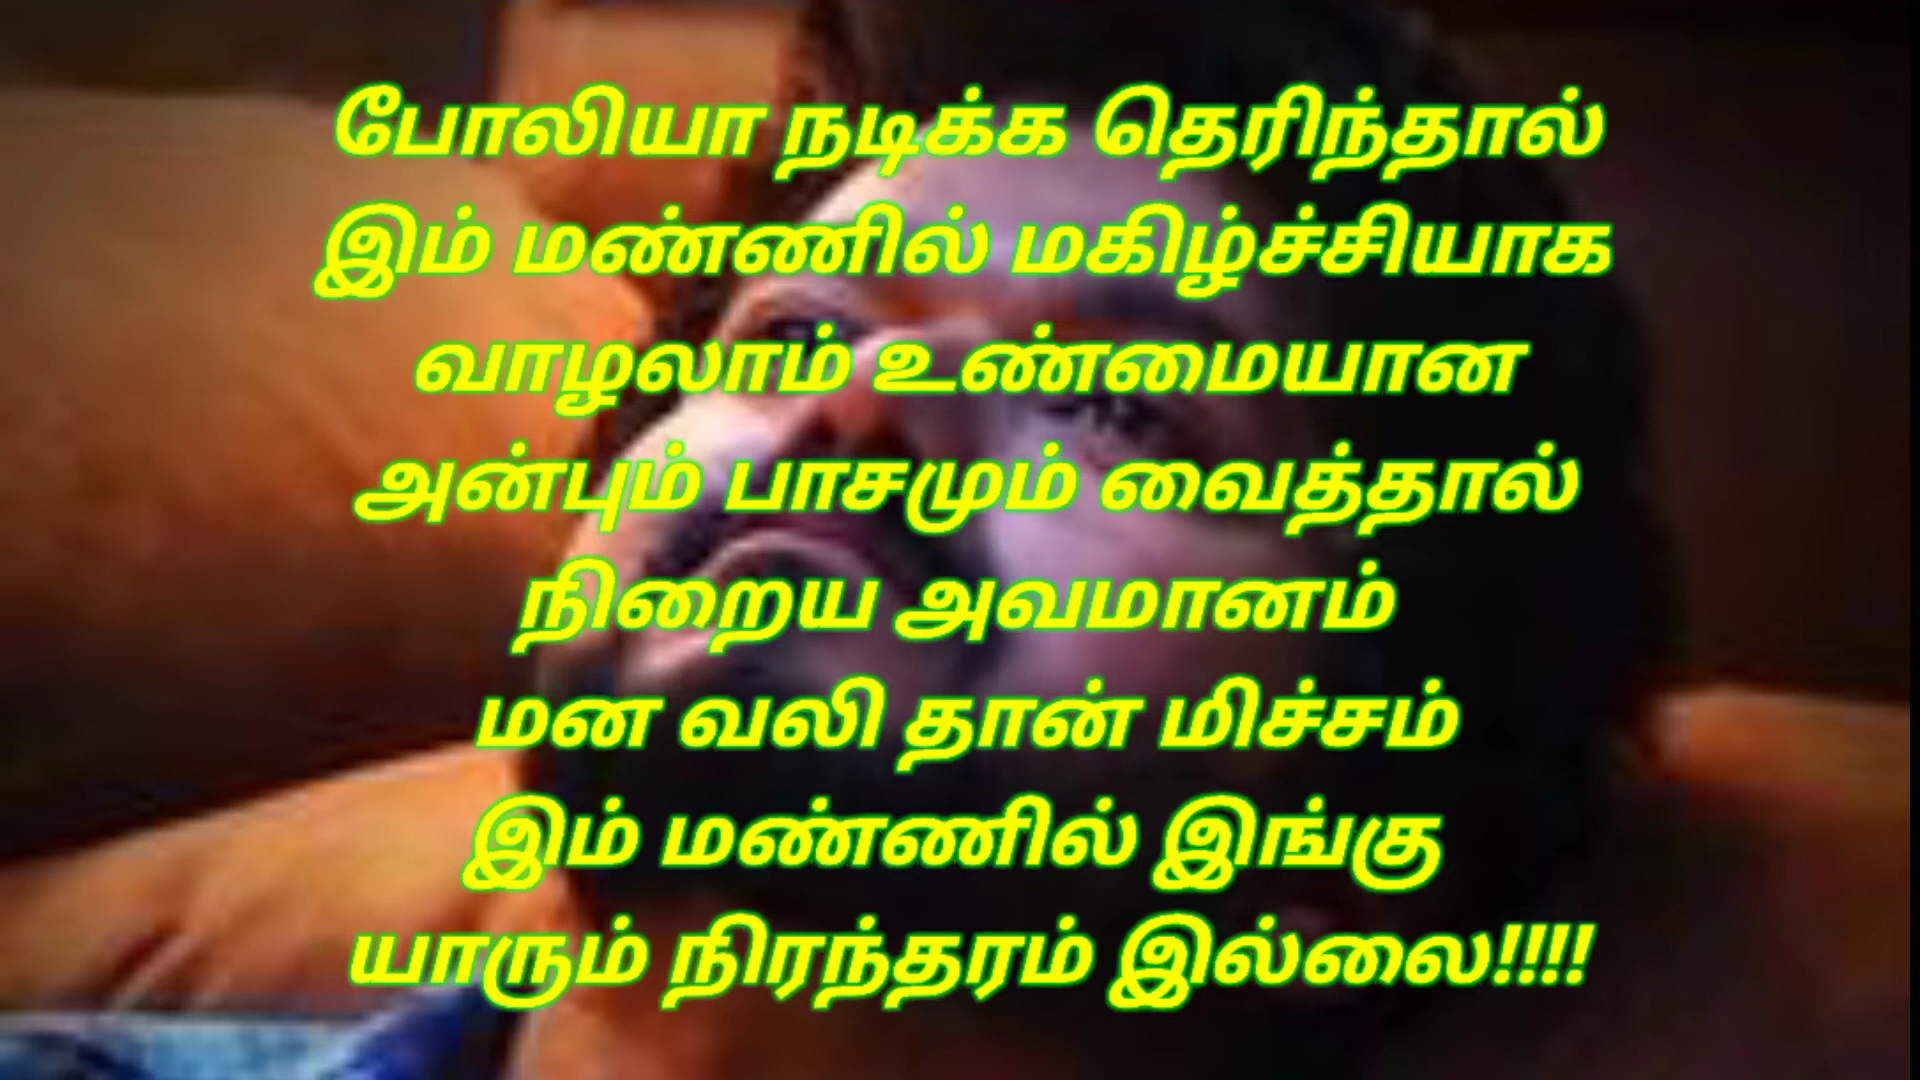 போலியா நடிக்க தெரிந்தால்
இம் மண்ணில் மகிழ்ச்சியாக
வாழலாம் உண்மையான
அன்பும் பாசமும் வைத்தால்
நிறைய அவமானம்
மன வலி தான் மிச்சம்
இம் மண்ணில் இங்கு
யாரும் நிரந்தரம் இல்லை!!!!